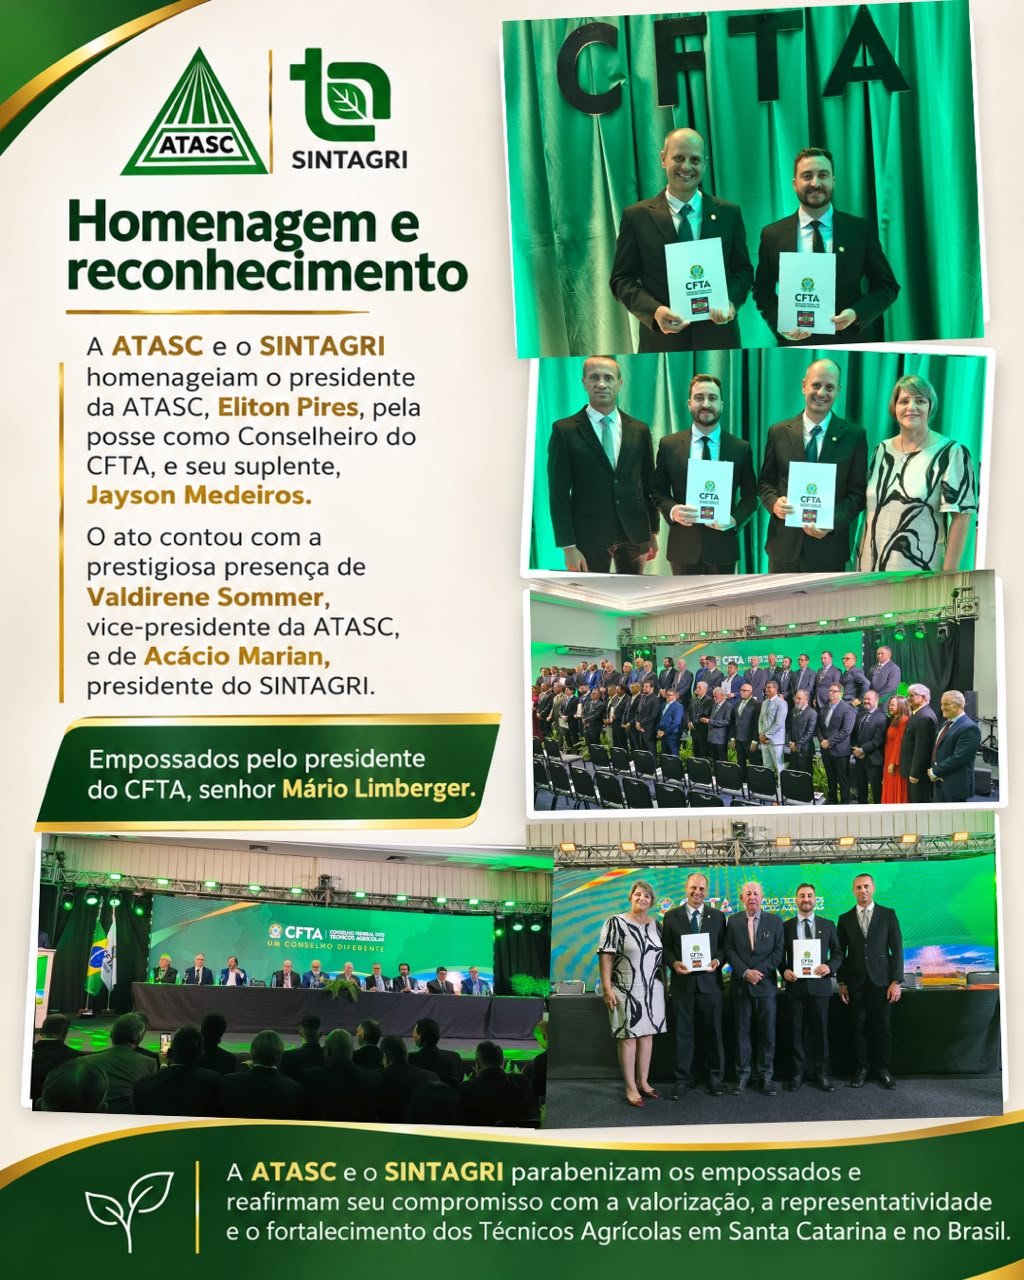 ATASC
SINTAGRI
Homenagem e
reconhecimento
A ATASC e o SINTAGRI
homenageiam o presidente
da ATASC, Eliton Pires, pela
posse como Conselheiro do
CFTA, e seu suplente,
Jayson Medeiros.
O ato contou com a
prestigiosa presença de
Valdirene Sommer,
vice-presidente da ATASC,
e de Acácio Marian,
presidente do SINTAGRI.
Empossados pelo presidente
do CFTA, senhor Mário Limberger.
CFTA
CFTA
CFTA
CFTA
CFTA
CFTA
CFTA
CONSELHO FEDERAL DOS
TÉCNICOS AGRÍCOLAS
UM CONSELHO DIFERENTE
CFTA
TÉCNICOS AGRÍCOLAS
CFTA
CFTA
A ATASC e o SINTAGRI parabenizam os empossados e
reafirmam seu compromisso com a valorização, a representatividade
e o fortalecimento dos Técnicos Agrícolas em Santa Catarina e no Brasil.